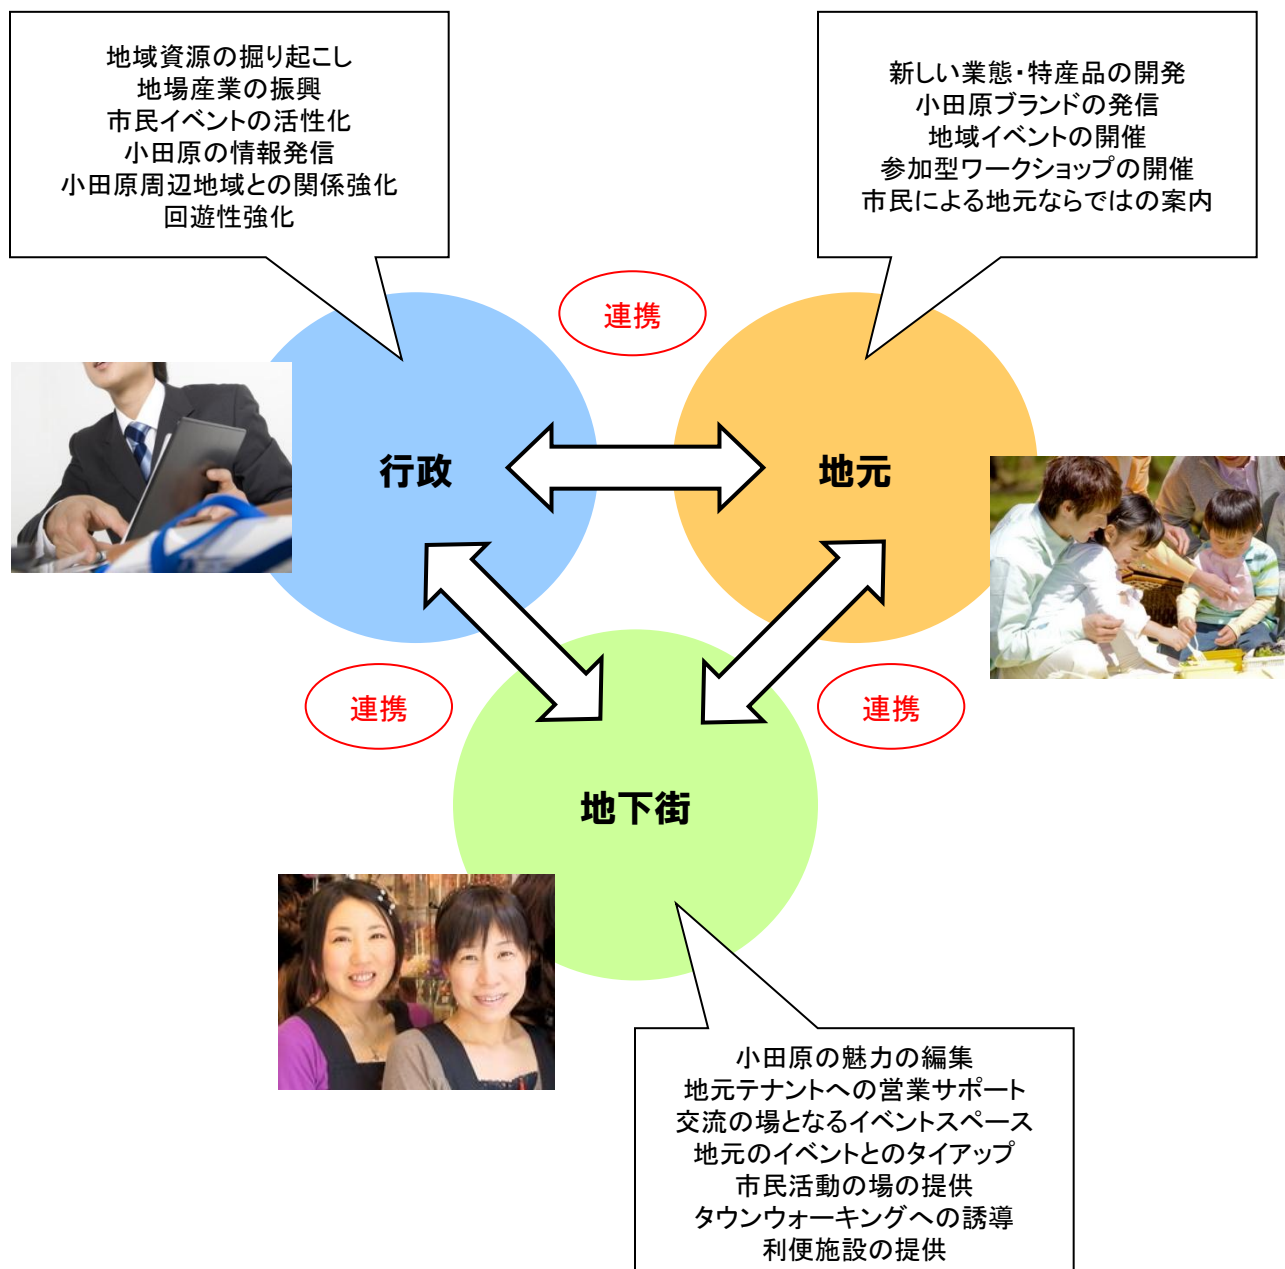 地域資源の掘り起こし
地場産業の振興
市民イベントの活性化
小田原の情報発信
小田原周辺地域との関係強化
回遊性強化
新しい業態・特産品の開発
小田原ブランドの発信
地域イベントの開催
参加型ワークショップの開催
市民による地元ならではの案内
連携
行政
地元
連携
連携
地下街
小田原の魅力の編集
地元テナントへの営業サポート
交流の場となるイベントスペース
地元のイベントとのタイアップ
市民活動の場の提供
タウンウォーキングへの誘導
利便施設の提供